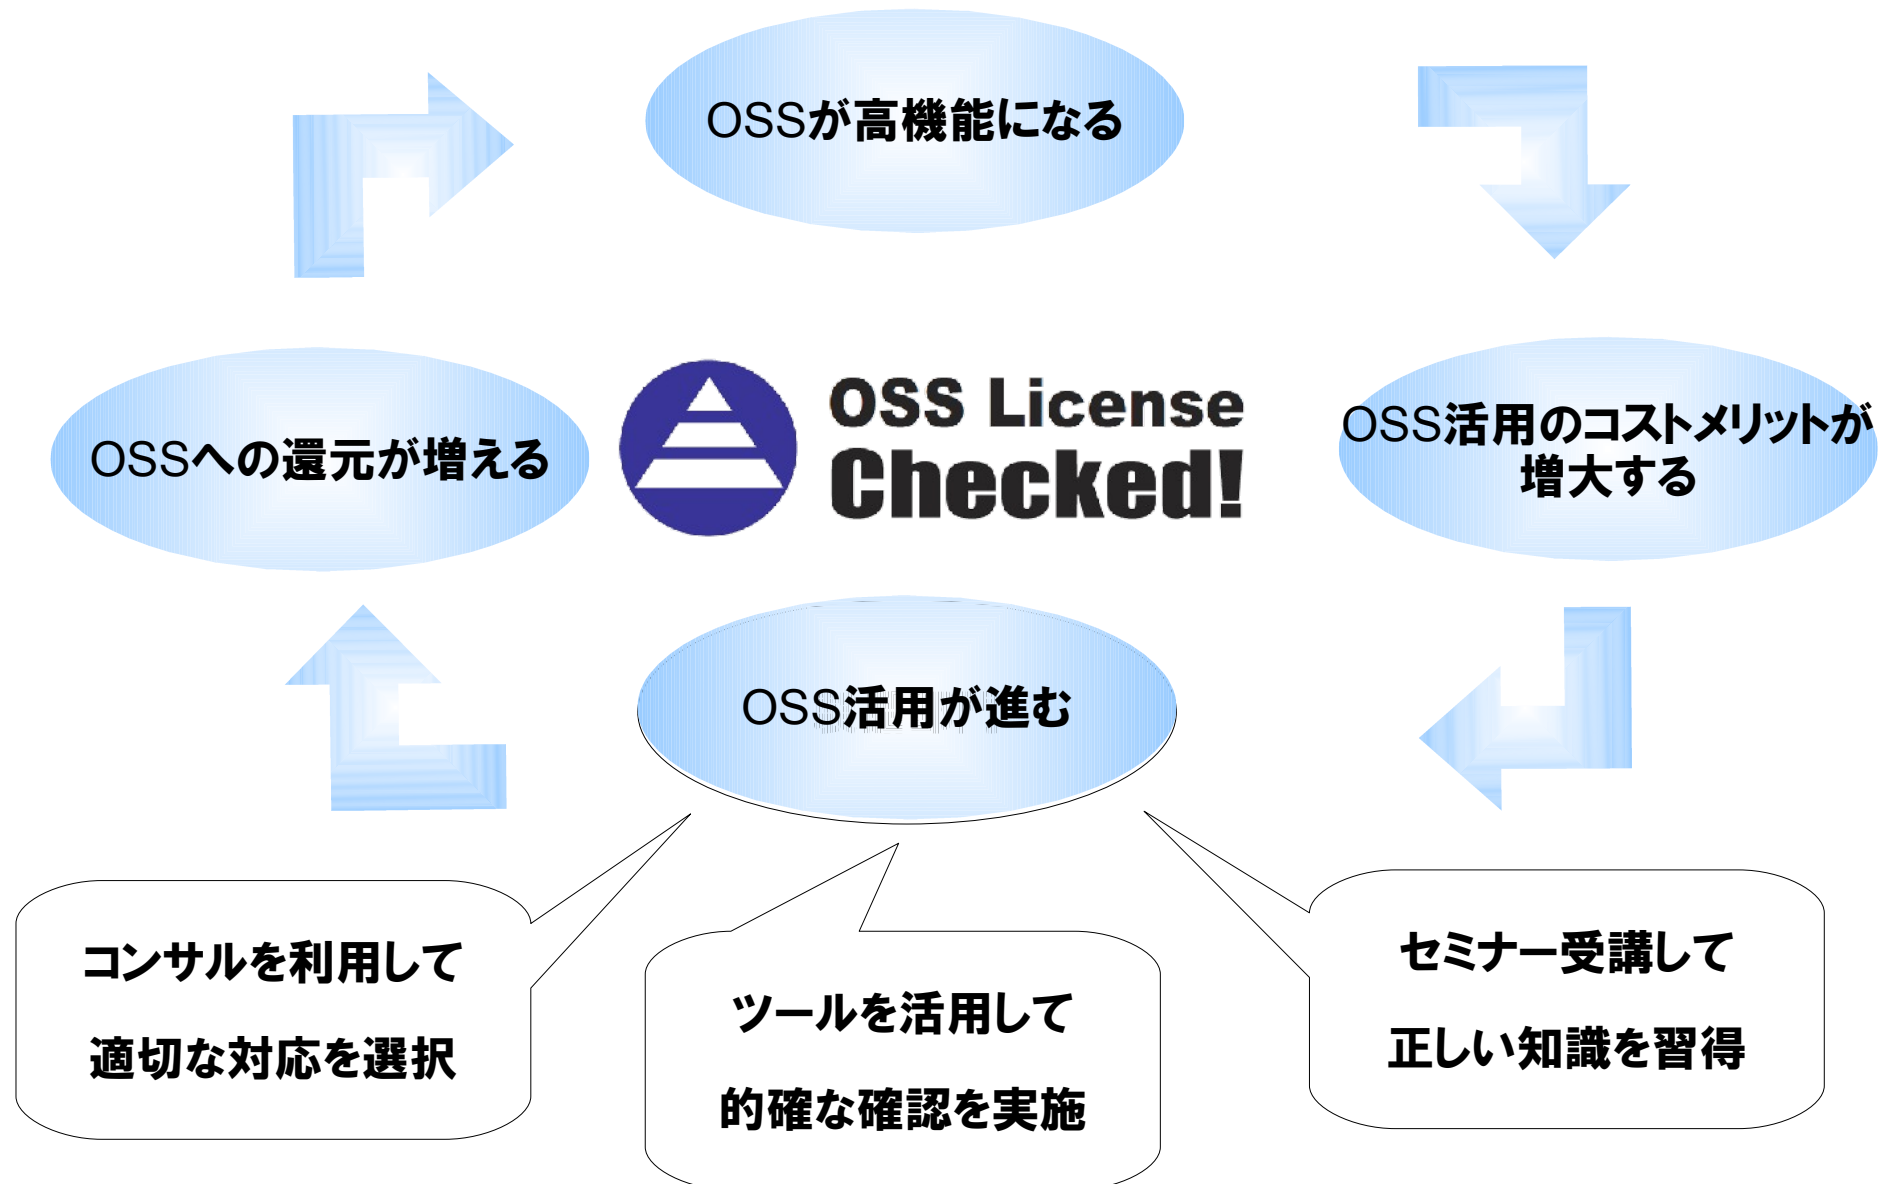 OSSが高機能になる
OSSへの還元が増える
OSS License
Checked!
OSS活用のコストメリットが
増大する
OSS活用が進む
コンサルを利用して
適切な対応を選択
ツールを活用して
的確な確認を実施
セミナー受講して
正しい知識を習得